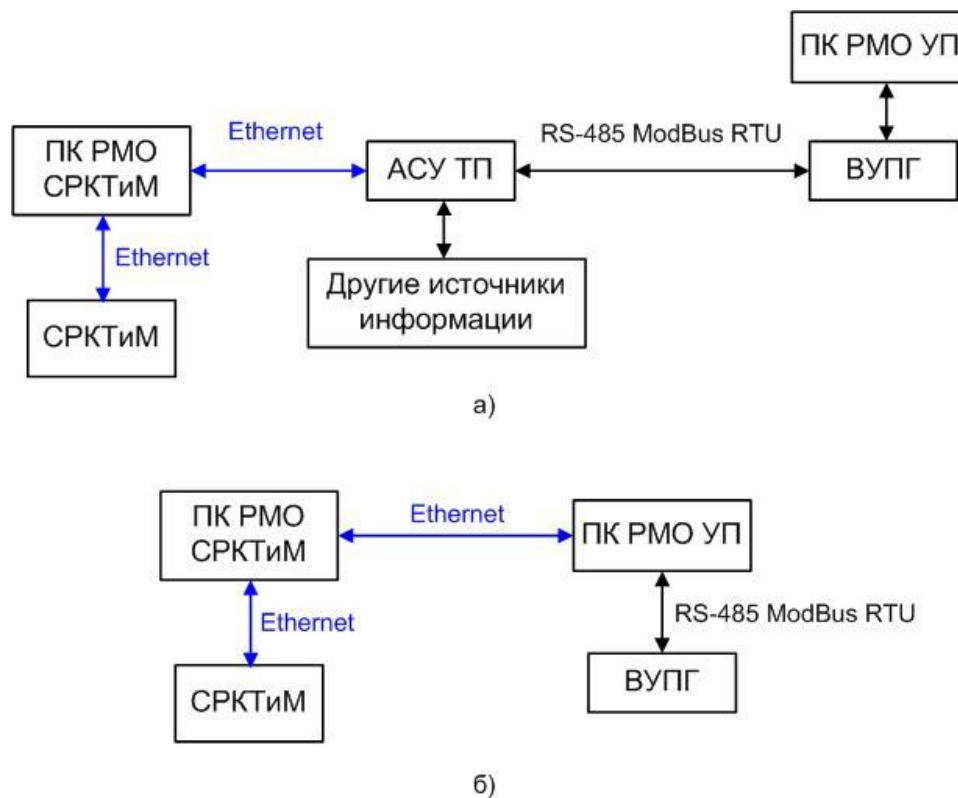 ПК РМО УП
Ethernet
RS-485 ModBus RTU
ПК РМО
СРКТиМ
АСУ ТП
ВУПГ
Ethernet
Другие источники
информации
СРКТиМ
а)
ПК РМО
СРКТиМ
Ethernet
ПК РМО УП
Ethernet
RS-485 ModBus RTU
СРКТиМ
ВУПГ
б)